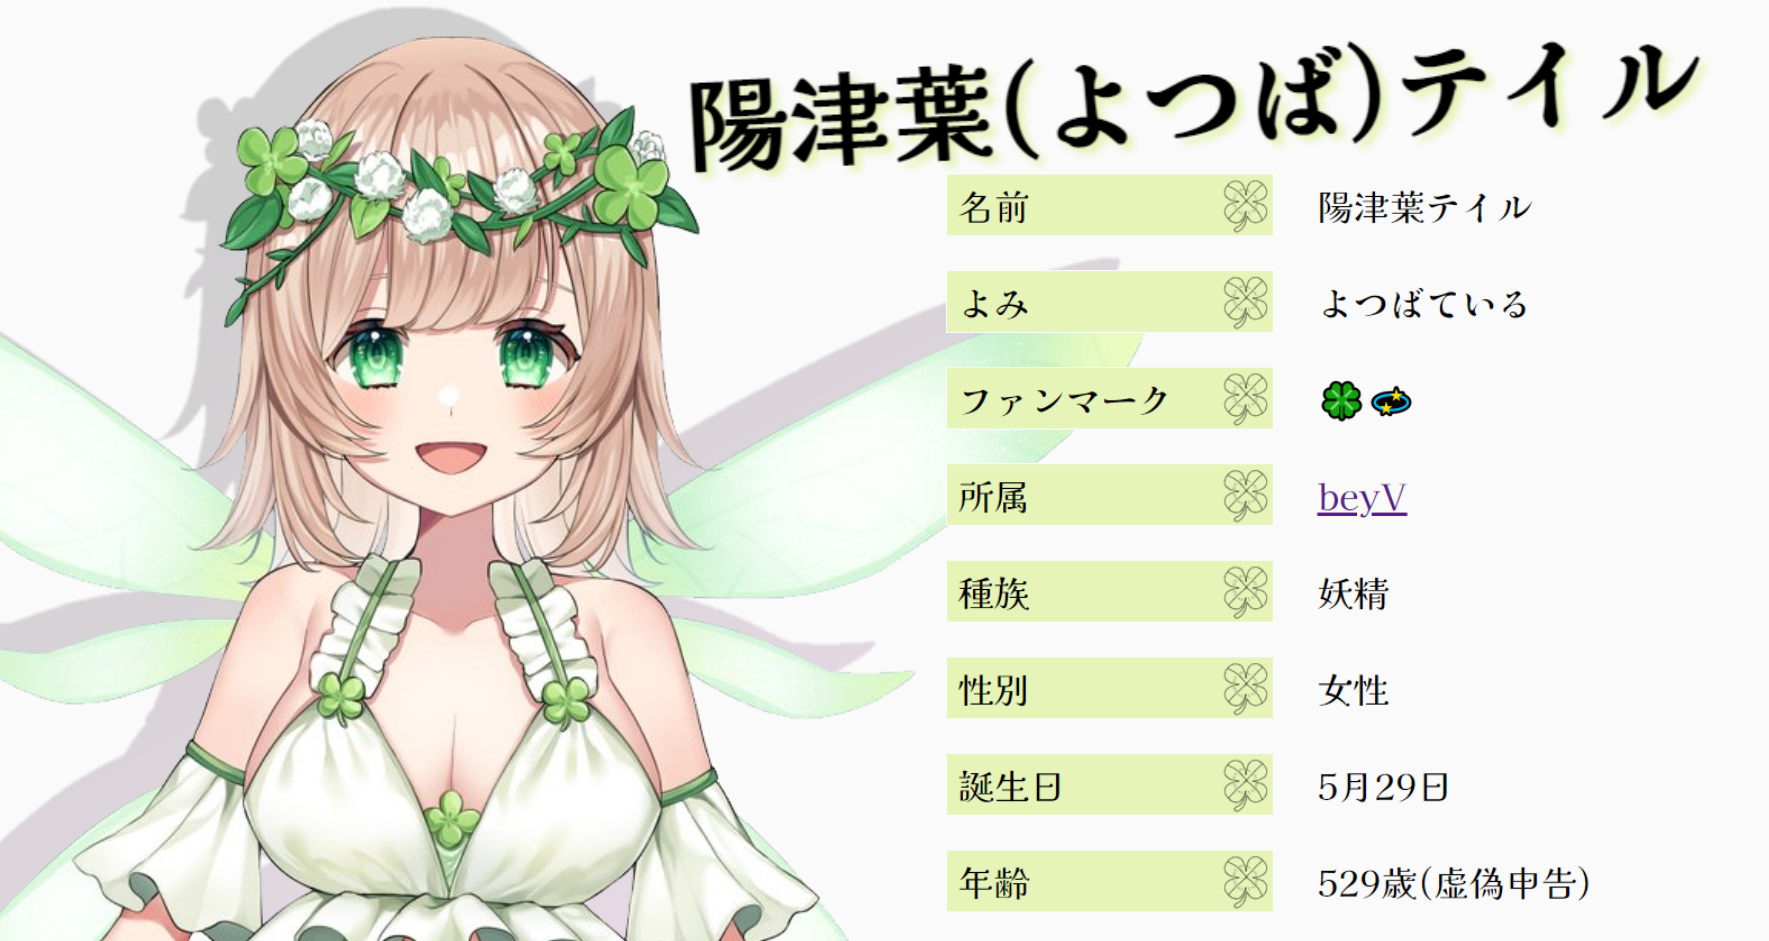 陽津葉(よつば)テイル
名前 陽津葉テイル
よみ よつばている
ファンマーク 🍀💫
所属 beyV
種族 妖精
性別 女性
誕生日 5月29日
年齢 529歳(虚偽申告)